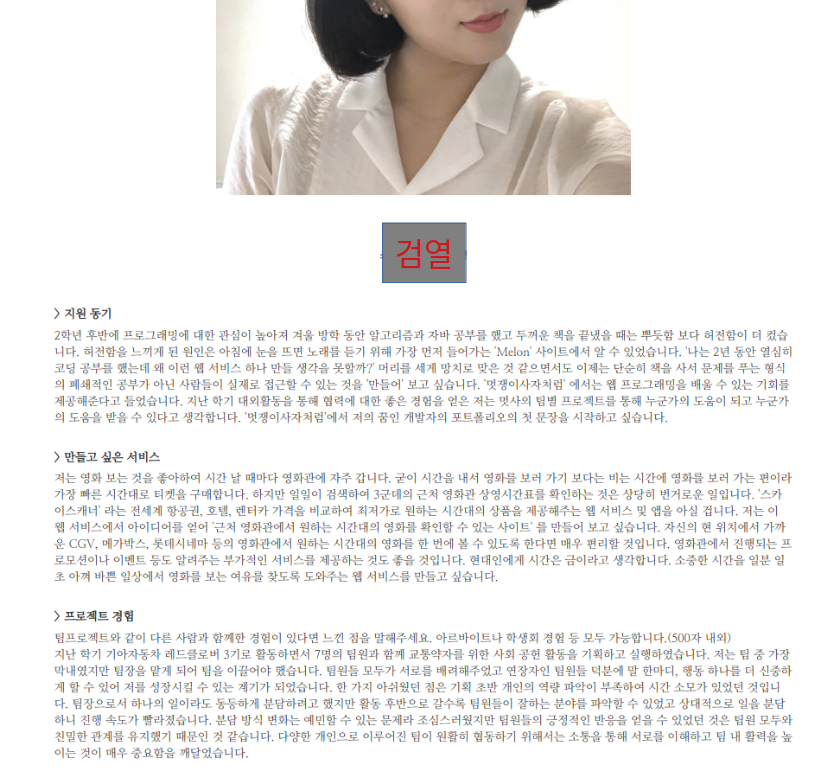 검열
> 지원 동기
2학년 후반에 프로그래밍에 대한 관심이 높아져 겨울 방학 동안 알고리즘과 자바 공부를 했고 두꺼운 책을 끝냈을 때는 뿌듯함 보다 허전함이 더 컸습
니다. 허전함을 느끼게 된 원인은 아침에 눈을 뜨면 노래를 듣기 위해 가장 먼저 들어가는 'Melon' 사이트에서 알 수 있었습니다. '나는 2년 동안 열심히
코딩 공부를 했는데 왜 이런 웹 서비스 하나 만들 생각을 못할까?' 머리를 세게 망치로 맞은 것 같으면서도 이제는 단순히 책을 사서 문제를 푸는 형식
의 폐쇄적인 공부가 아닌 사람들이 실제로 접근할 수 있는 것을 '만들어' 보고 싶습니다. '멋쟁이사자처럼' 에서는 웹 프로그래밍을 배울 수 있는 기회를
제공해준다고 들었습니다. 지난 학기 대외활동을 통해 협력에 대한 좋은 경험을 얻은 저는 멋사의 팀별 프로젝트를 통해 누군가의 도움이 되고 누군가
의 도움을 받을 수 있다고 생각합니다. '멋쟁이사자처럼'에서 저의 꿈인 개발자의 포트폴리오의 첫 문장을 시작하고 싶습니다.
> 만들고 싶은 서비스
저는 영화 보는 것을 좋아하여 시간 날 때마다 영화관에 자주 갑니다. 굳이 시간을 내서 영화를 보러 가기 보다는 비는 시간에 영화를 보러 가는 편이라
가장 빠른 시간대로 티켓을 구매합니다. 하지만 일일이 검색하여 3군데의 근처 영화관 상영시간표를 확인하는 것은 상당히 번거로운 일입니다. '스카
이스캐너' 라는 전세계 항공권, 호텔, 렌터카 가격을 비교하여 최저가로 원하는 시간대의 상품을 제공해주는 웹 서비스 및 앱을 아실 겁니다. 저는 이
웹 서비스에서 아이디어를 얻어 '근처 영화관에서 원하는 시간대의 영화를 확인할 수 있는 사이트' 를 만들어 보고 싶습니다. 자신의 현 위치에서 가까
운 CGV, 메가박스, 롯데시네마 등의 영화관에서 원하는 시간대의 영화를 한 번에 볼 수 있도록 한다면 매우 편리할 것입니다. 영화관에서 진행되는 프
로모션이나 이벤트 등도 알려주는 부가적인 서비스를 제공하는 것도 좋을 것입니다. 현대인에게 시간은 금이라고 생각합니다. 소중한 시간을 일분 일
초 아껴 바쁜 일상에서 영화를 보는 여유를 찾도록 도와주는 웹 서비스를 만들고 싶습니다.
> 프로젝트 경험
팀프로젝트와 같이 다른 사람과 함께한 경험이 있다면 느낀 점을 말해주세요. 아르바이트나 학생회 경험 등 모두 가능합니다.(500자 내외)
지난 학기 기아자동차 레드클로버 3기로 활동하면서 7명의 팀원과 함께 교통약자를 위한 사회 공헌 활동을 기획하고 실행하였습니다. 저는 팀 중 가장
막내였지만 팀장을 맡게 되어 팀을 이끌어야 했습니다. 팀원들 모두가 서로를 배려해주었고 연장자인 팀원들 덕분에 말 한마디, 행동 하나를 더 신중하
게 할 수 있어 저를 성장시킬 수 있는 계기가 되었습니다. 한 가지 아쉬웠던 점은 기획 초반 개인의 역량 파악이 부족하여 시간 소모가 있었던 것입니
다. 팀장으로서 하나의 일이라도 동등하게 분담하려고 했지만 활동 후반으로 갈수록 팀원들이 잘하는 분야를 파악할 수 있었고 상대적으로 일을 분담
하니 진행 속도가 빨라졌습니다. 분담 방식 변화는 예민할 수 있는 문제라 조심스러웠지만 팀원들의 긍정적인 반응을 얻을 수 있었던 것은 팀원 모두와
친밀한 관계를 유지했기 때문인 것 같습니다. 다양한 개인으로 이루어진 팀이 원활히 협동하기 위해서는 소통을 통해 서로를 이해하고 팀 내 활력을 높
이는 것이 매우 중요함을 깨달았습니다.